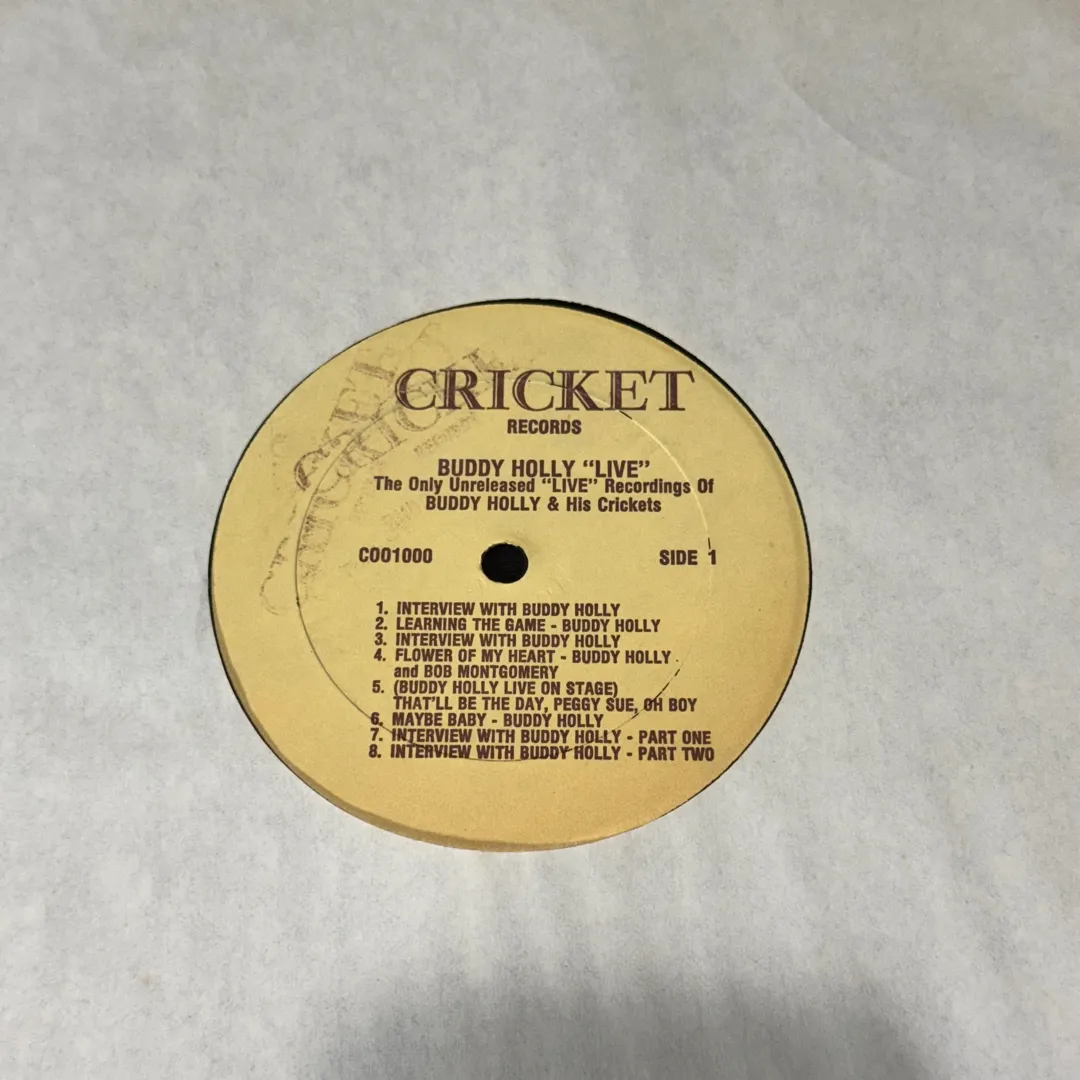 CRICKET
RECORDS
BUDDY HOLLY “LIVE”
The Only Unreleased “LIVE” Recordings Of
BUDDY HOLLY & His Crickets
COO1000 SIDE 1
1. INTERVIEW WITH BUDDY HOLLY
2. LEARNING THE GAME - BUDDY HOLLY
3. INTERVIEW WITH BUDDY HOLLY
4. FLOWER OF MY HEART - BUDDY HOLLY
and BOB MONTGOMERY
5. (BUDDY HOLLY LIVE ON STAGE)
THAT'LL BE THE DAY, PEGGY SUE, OH BOY
6. MAYBE BABY - BUDDY HOLLY
7. INTERVIEW WITH BUDDY HOLLY - PART ONE
8. INTERVIEW WITH BUDDY HOLLY - PART TWO